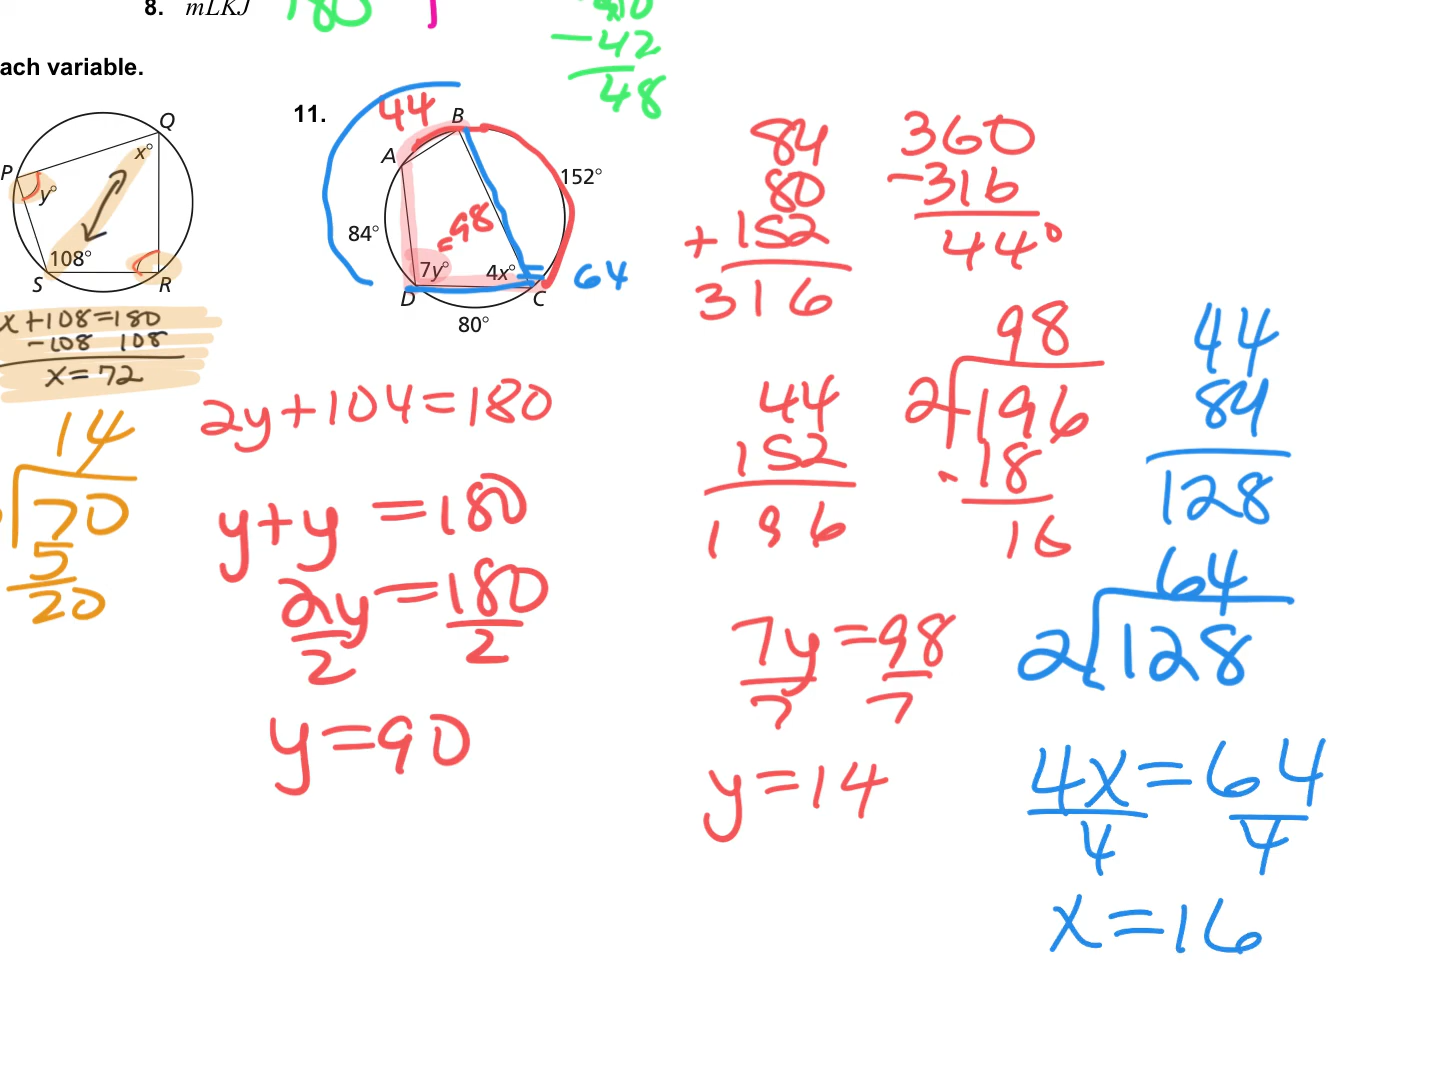 8. mLKJ 180
90
-42
48
ach variable.
Q
P
x°
y°
108°
S
R
x+108=180
-108 108
x=72
14
70
5
20
11.
44
B
A
152°
84°
=98
7y°
4x°
64
D
C
80°
84
80
+152
316
360
-316
44°
2y+104=180
y+y=180
2y=180
2 2
y=90
44
152
196
98
2 196
-18
16
7y=98
7 7
y=14
44
84
128
64
2 128
4x=64
4 4
x=16